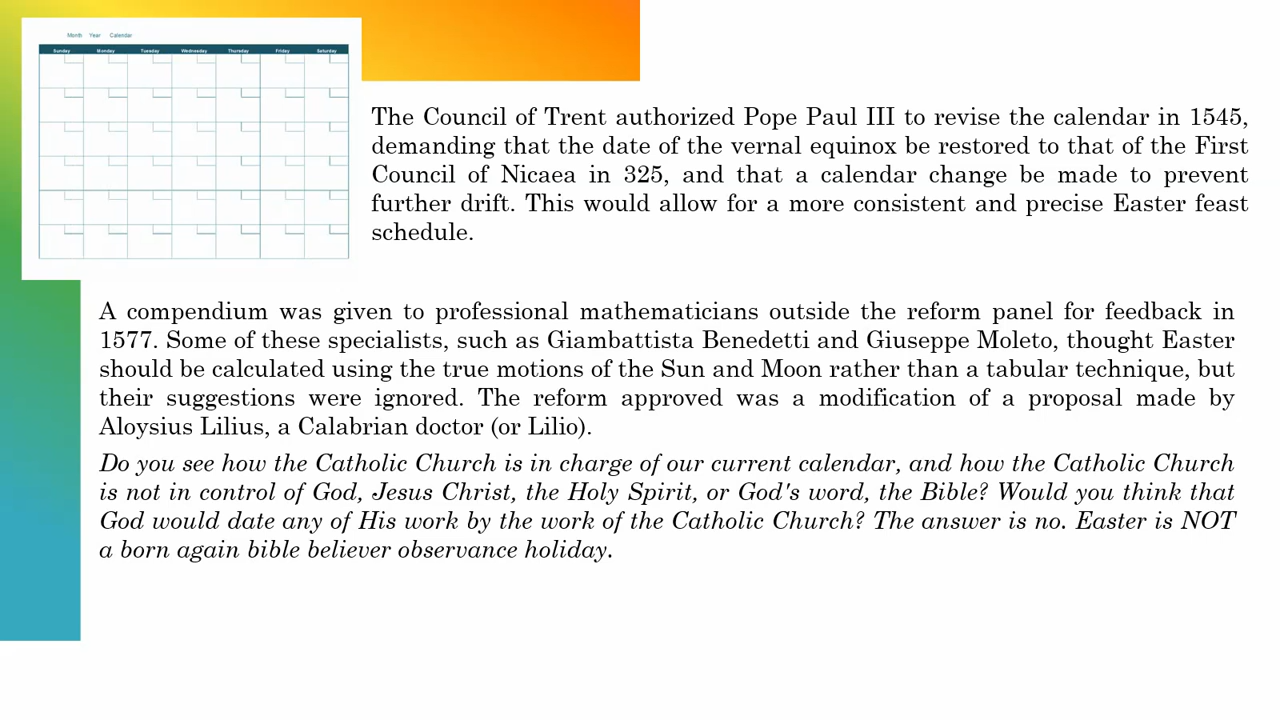 Month Year Calendar
Sunday Monday Tuesday Wednesday Thursday Friday Saturday
The Council of Trent authorized Pope Paul III to revise the calendar in 1545,
demanding that the date of the vernal equinox be restored to that of the First
Council of Nicaea in 325, and that a calendar change be made to prevent
further drift. This would allow for a more consistent and precise Easter feast
schedule.
A compendium was given to professional mathematicians outside the reform panel for feedback in
1577. Some of these specialists, such as Giambattista Benedetti and Giuseppe Moleto, thought Easter
should be calculated using the true motions of the Sun and Moon rather than a tabular technique, but
their suggestions were ignored. The reform approved was a modification of a proposal made by
Aloysius Lilius, a Calabrian doctor (or Lilio).
Do you see how the Catholic Church is in charge of our current calendar, and how the Catholic Church
is not in control of God, Jesus Christ, the Holy Spirit, or God's word, the Bible? Would you think that
God would date any of His work by the work of the Catholic Church? The answer is no. Easter is NOT
a born again bible believer observance holiday.